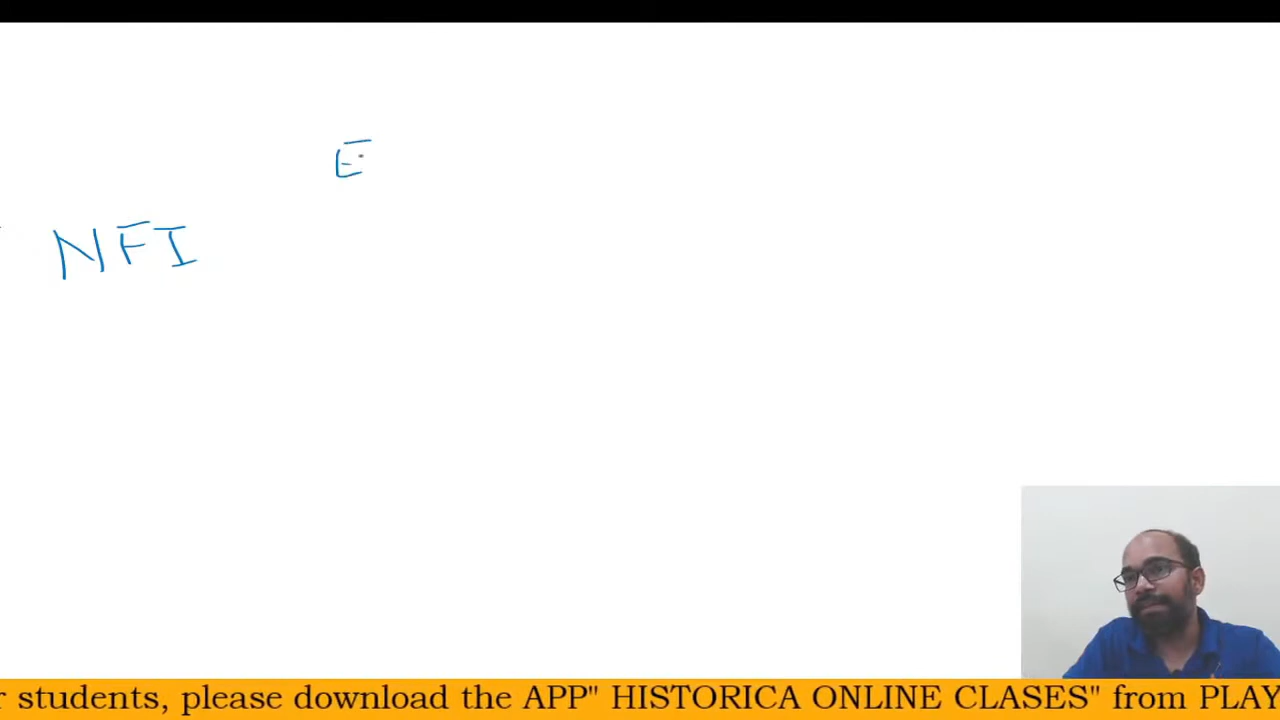 E
NFI
r students, please download the APP" HISTORICA ONLINE CLASES" from PLAY